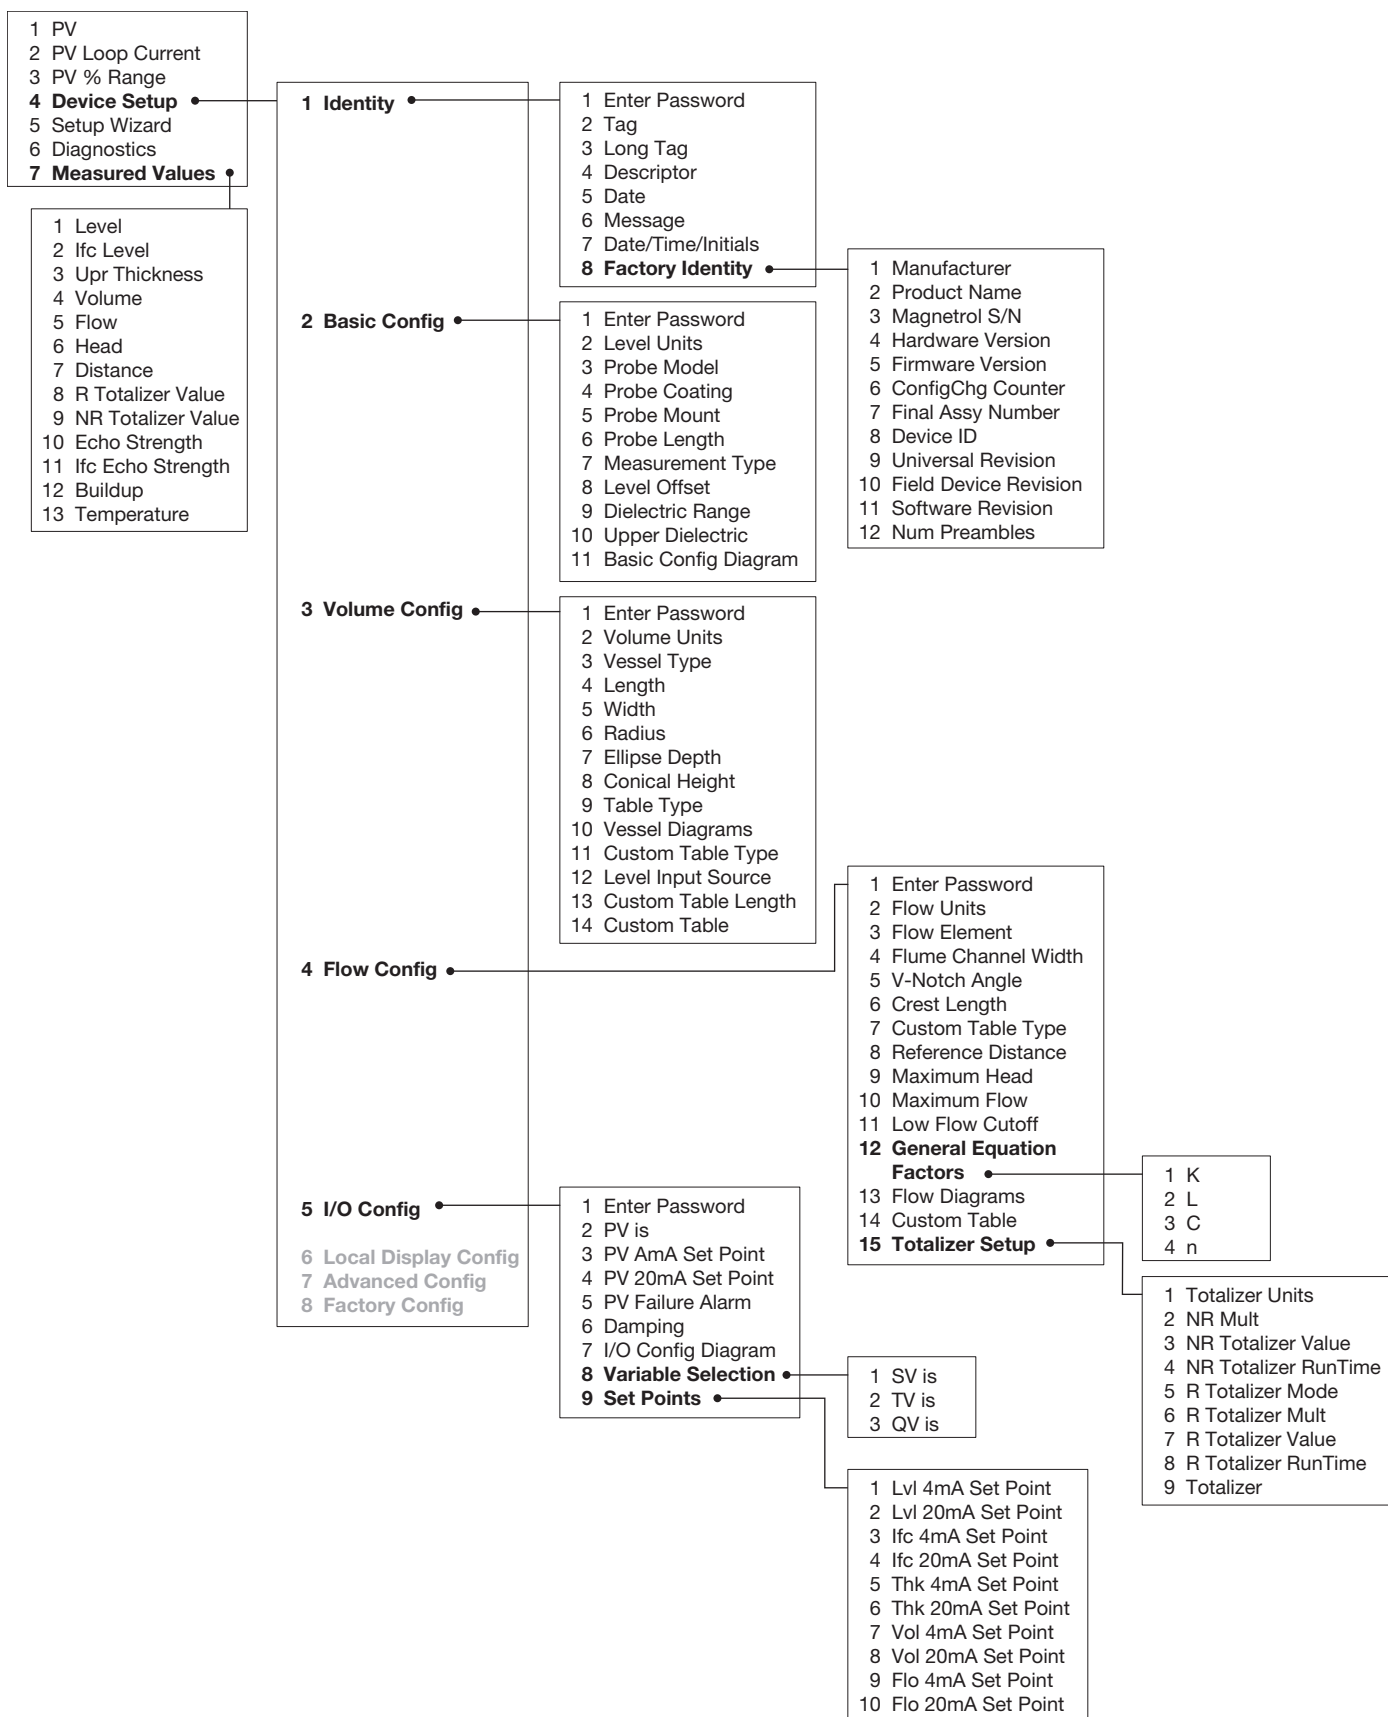 1 PV
2 PV Loop Current
3 PV % Range
4 Device Setup
5 Setup Wizard
6 Diagnostics
7 Measured Values
1 Level
2 Ifc Level
3 Upr Thickness
4 Volume
5 Flow
6 Head
7 Distance
8 R Totalizer Value
9 NR Totalizer Value
10 Echo Strength
11 Ifc Echo Strength
12 Buildup
13 Temperature
1 Identity
2 Basic Config
3 Volume Config
4 Flow Config
5 I/O Config
6 Local Display Config
7 Advanced Config
8 Factory Config
1 Enter Password
2 Tag
3 Long Tag
4 Descriptor
5 Date
6 Message
7 Date/Time/Initials
8 Factory Identity
1 Manufacturer
2 Product Name
3 Magnetrol S/N
4 Hardware Version
5 Firmware Version
6 ConfigChg Counter
7 Final Assy Number
8 Device ID
9 Universal Revision
10 Field Device Revision
11 Software Revision
12 Num Preambles
1 Enter Password
2 Level Units
3 Probe Model
4 Probe Coating
5 Probe Mount
6 Probe Length
7 Measurement Type
8 Level Offset
9 Dielectric Range
10 Upper Dielectric
11 Basic Config Diagram
1 Enter Password
2 Volume Units
3 Vessel Type
4 Length
5 Width
6 Radius
7 Ellipse Depth
8 Conical Height
9 Table Type
10 Vessel Diagrams
11 Custom Table Type
12 Level Input Source
13 Custom Table Length
14 Custom Table
1 Enter Password
2 Flow Units
3 Flow Element
4 Flume Channel Width
5 V-Notch Angle
6 Crest Length
7 Custom Table Type
8 Reference Distance
9 Maximum Head
10 Maximum Flow
11 Low Flow Cutoff
12 General Equation
Factors
13 Flow Diagrams
14 Custom Table
15 Totalizer Setup
1 K
2 L
3 C
4 n
1 Totalizer Units
2 NR Mult
3 NR Totalizer Value
4 NR Totalizer RunTime
5 R Totalizer Mode
6 R Totalizer Mult
7 R Totalizer Value
8 R Totalizer RunTime
9 Totalizer
1 Enter Password
2 PV is
3 PV AmA Set Point
4 PV 20mA Set Point
5 PV Failure Alarm
6 Damping
7 I/O Config Diagram
8 Variable Selection
9 Set Points
1 SV is
2 TV is
3 QV is
1 Lvl 4mA Set Point
2 Lvl 20mA Set Point
3 Ifc 4mA Set Point
4 Ifc 20mA Set Point
5 Thk 4mA Set Point
6 Thk 20mA Set Point
7 Vol 4mA Set Point
8 Vol 20mA Set Point
9 Flo 4mA Set Point
10 Flo 20mA Set Point